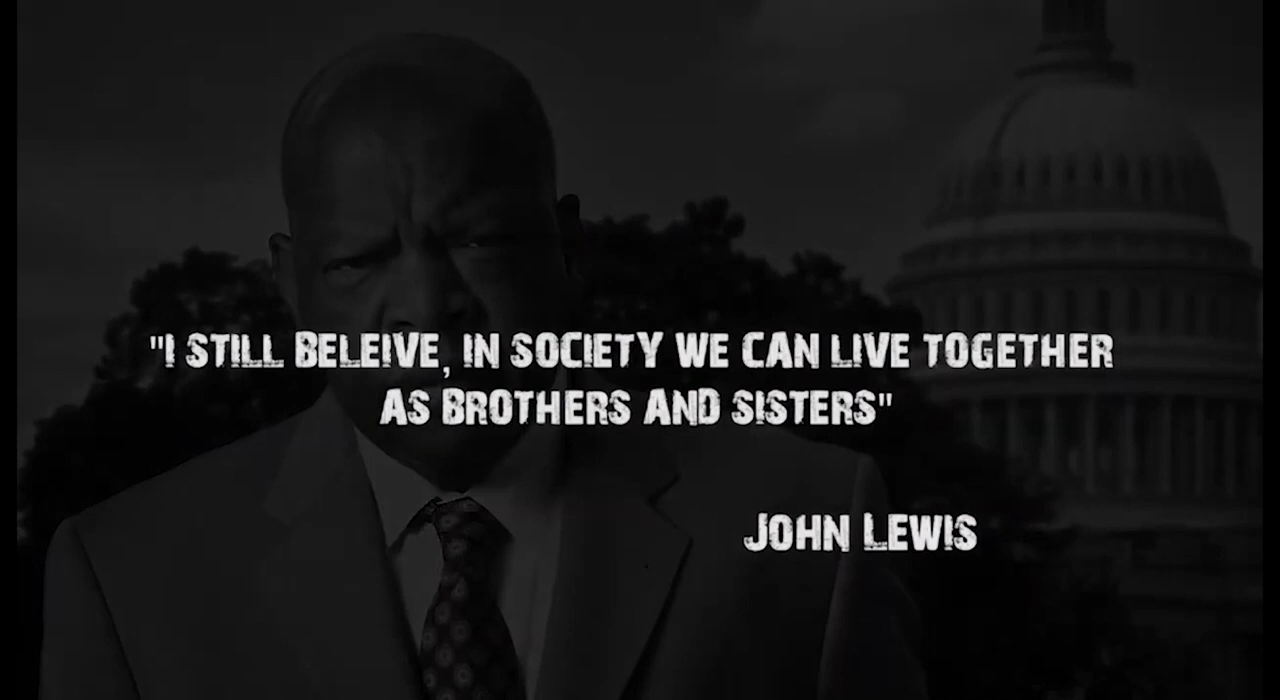 "I STILL BELEIVE, IN SOCIETY WE CAN LIVE TOGETHER
AS BROTHERS AND SISTERS"
JOHN LEWIS